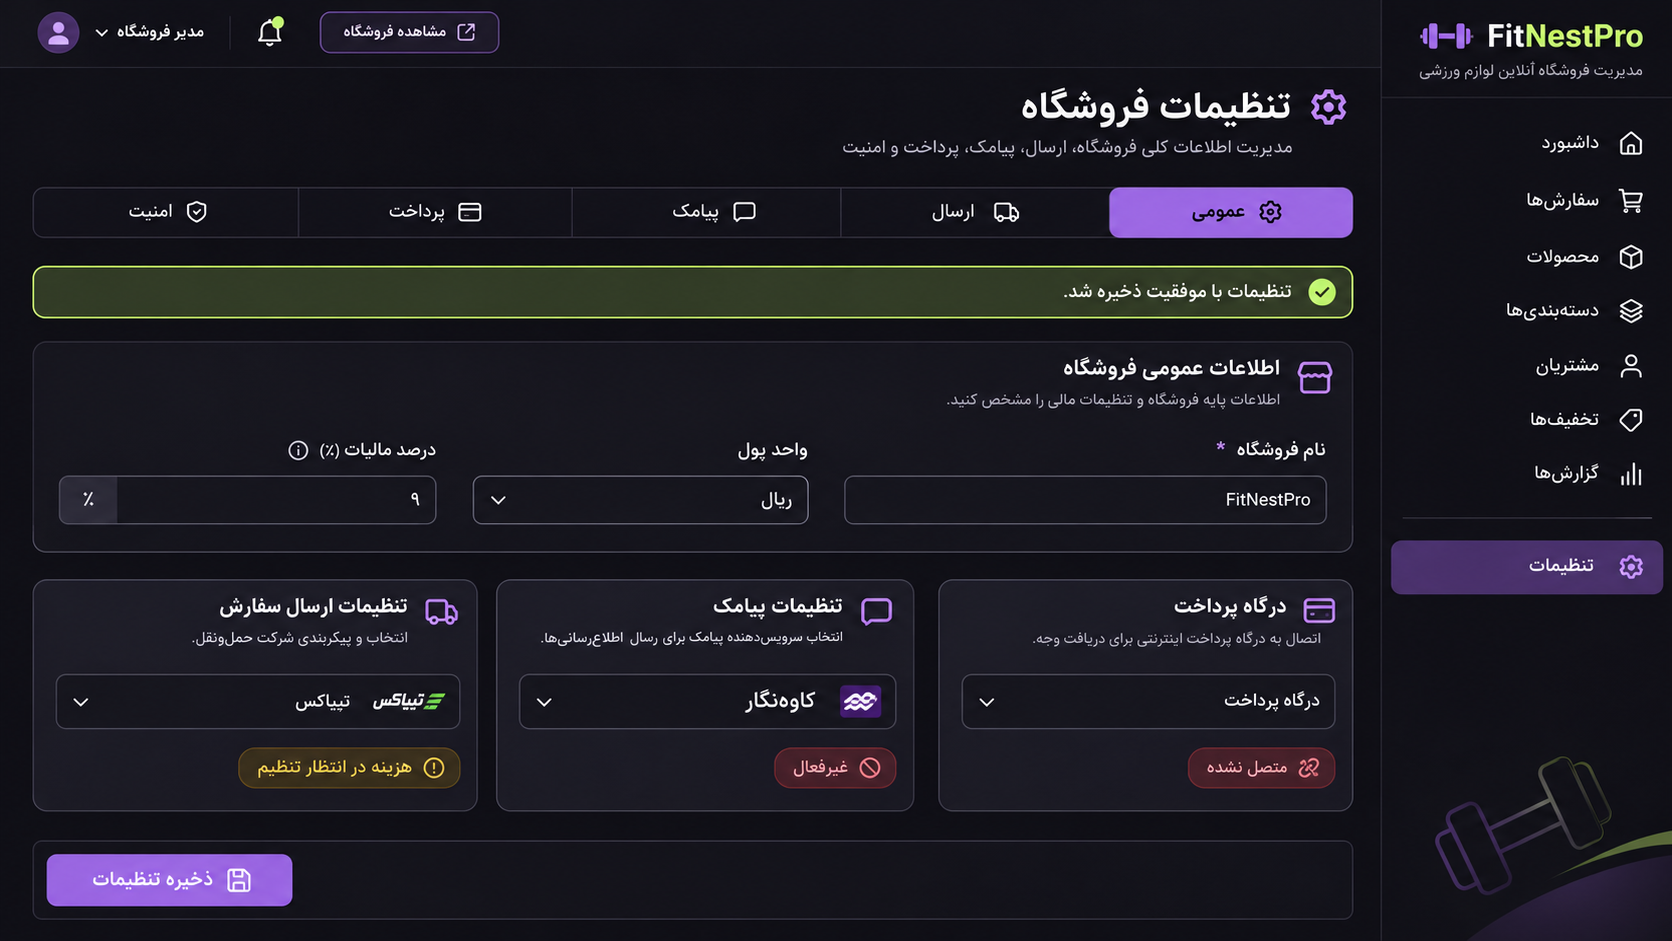 FitNestPro
مدیریت فروشگاه آنلاین لوازم ورزشی
داشبورد
سفارش‌ها
محصولات
دسته‌بندی‌ها
مشتریان
تخفیف‌ها
گزارش‌ها
تنظیمات
مشاهده فروشگاه
مدیر فروشگاه
تنظیمات فروشگاه
مدیریت اطلاعات کلی فروشگاه، ارسال، پیامک، پرداخت و امنیت
عمومی
ارسال
پیامک
پرداخت
امنیت
تنظیمات با موفقیت ذخیره شد.
اطلاعات عمومی فروشگاه
اطلاعات پایه فروشگاه و تنظیمات مالی را مشخص کنید.
نام فروشگاه *
FitNestPro
واحد پول
ریال
درصد مالیات (٪)
۹
٪
درگاه پرداخت
اتصال به درگاه پرداخت اینترنتی برای دریافت وجه.
درگاه پرداخت
متصل نشده
تنظیمات پیامک
انتخاب سرویس‌دهنده پیامک برای رسال اطلاع‌رسانی‌ها.
کاوه‌نگار
غیرفعال
تنظیمات ارسال سفارش
انتخاب و پیکربندی شرکت حمل‌ونقل.
تیپاکس تیپاکس
هزینه در انتظار تنظیم
ذخیره تنظیمات